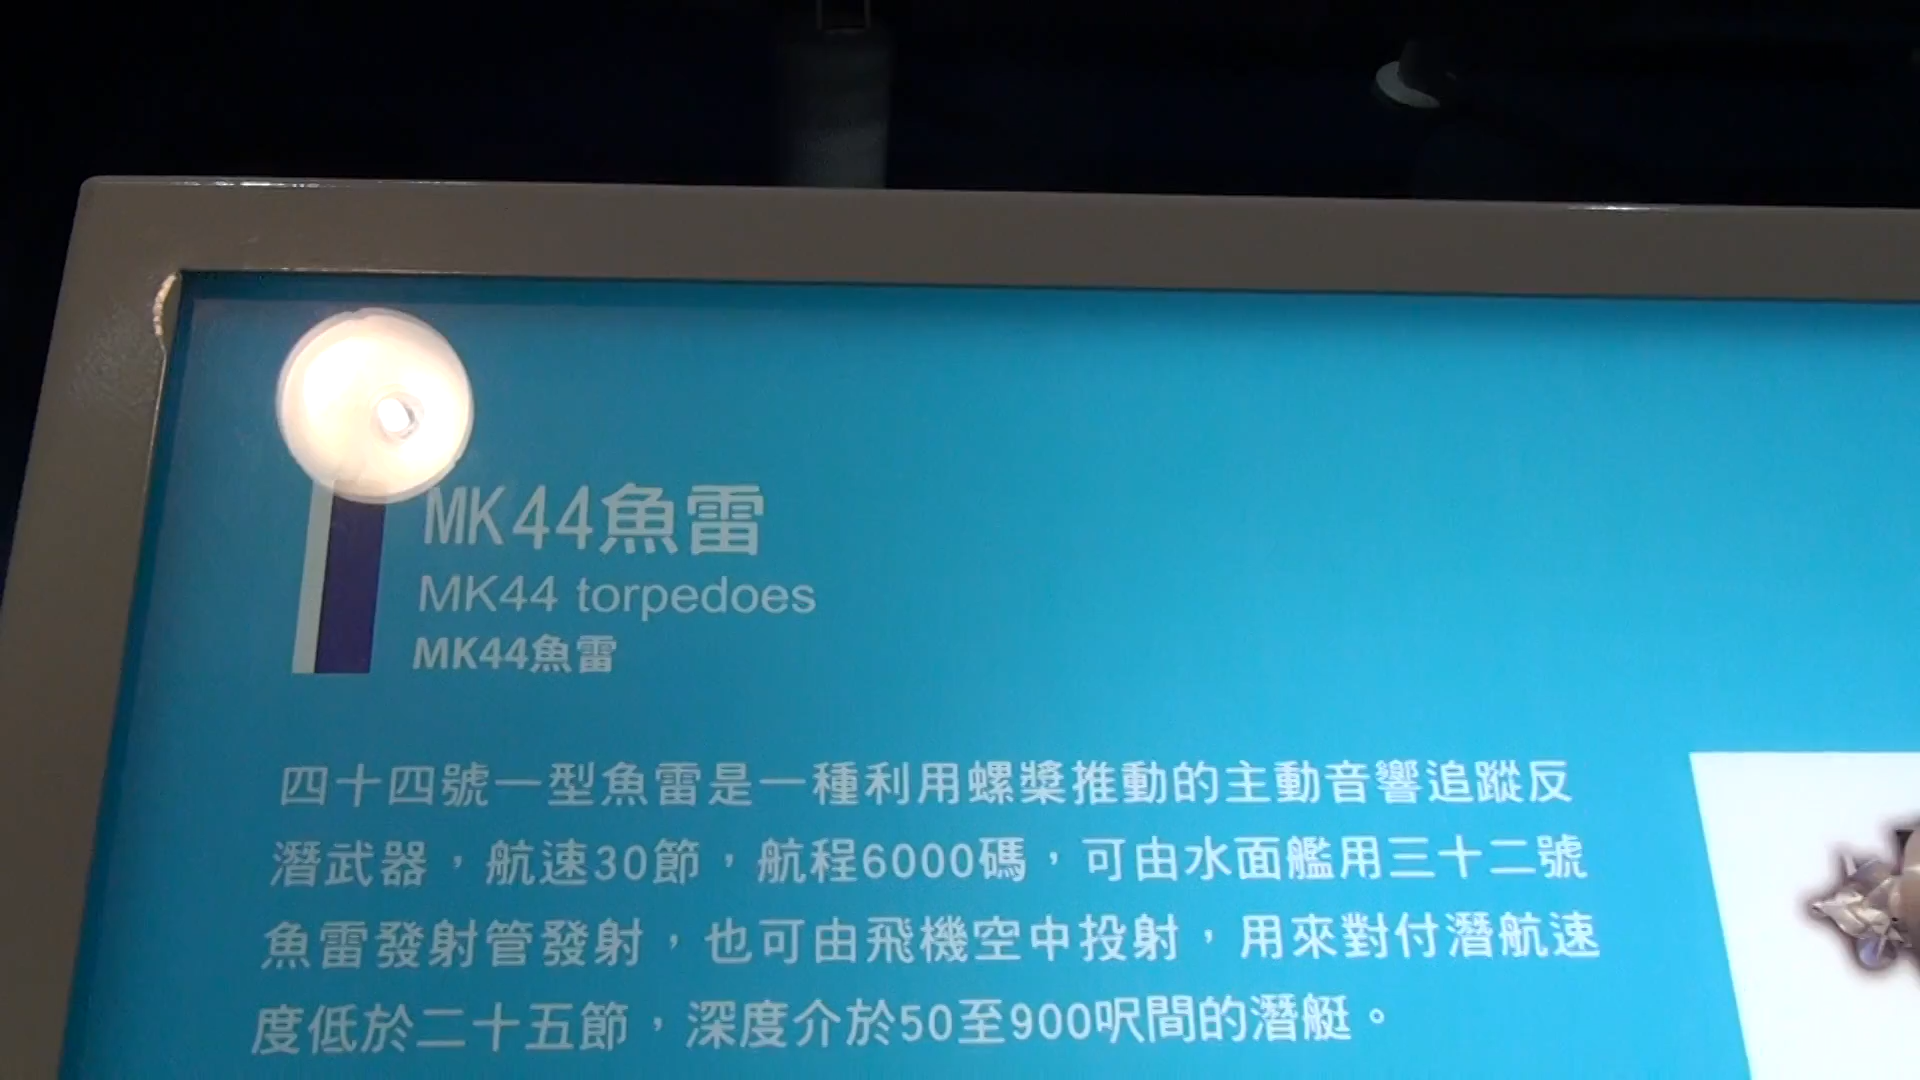 MK44魚雷
MK44 torpedoes
MK44魚雷
四十四號一型魚雷是一種利用螺槳推動的主動音響追蹤反
潛武器，航速30節，航程6000碼，可由水面艦用三十二號
魚雷發射管發射，也可由飛機空中投射，用來對付潛航速
度低於二十五節，深度介於50至900呎間的潛艇。